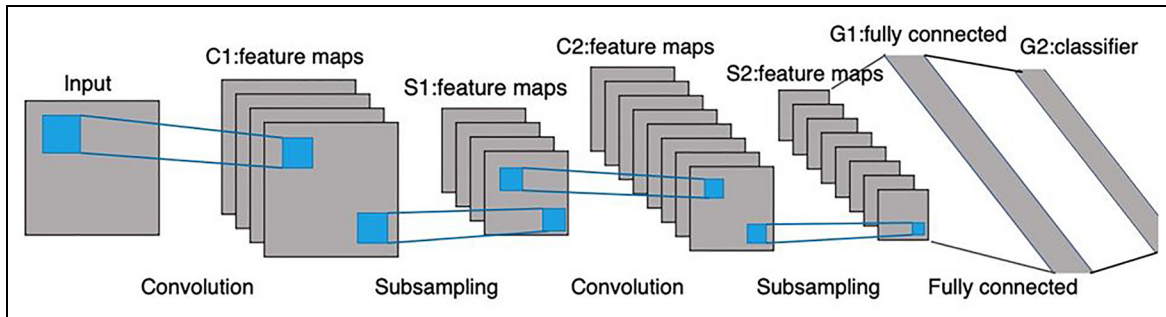 Input
C1:feature maps
S1:feature maps
C2:feature maps
S2:feature maps
G1:fully connected
G2:classifier
Convolution
Subsampling
Convolution
Subsampling
Fully connected